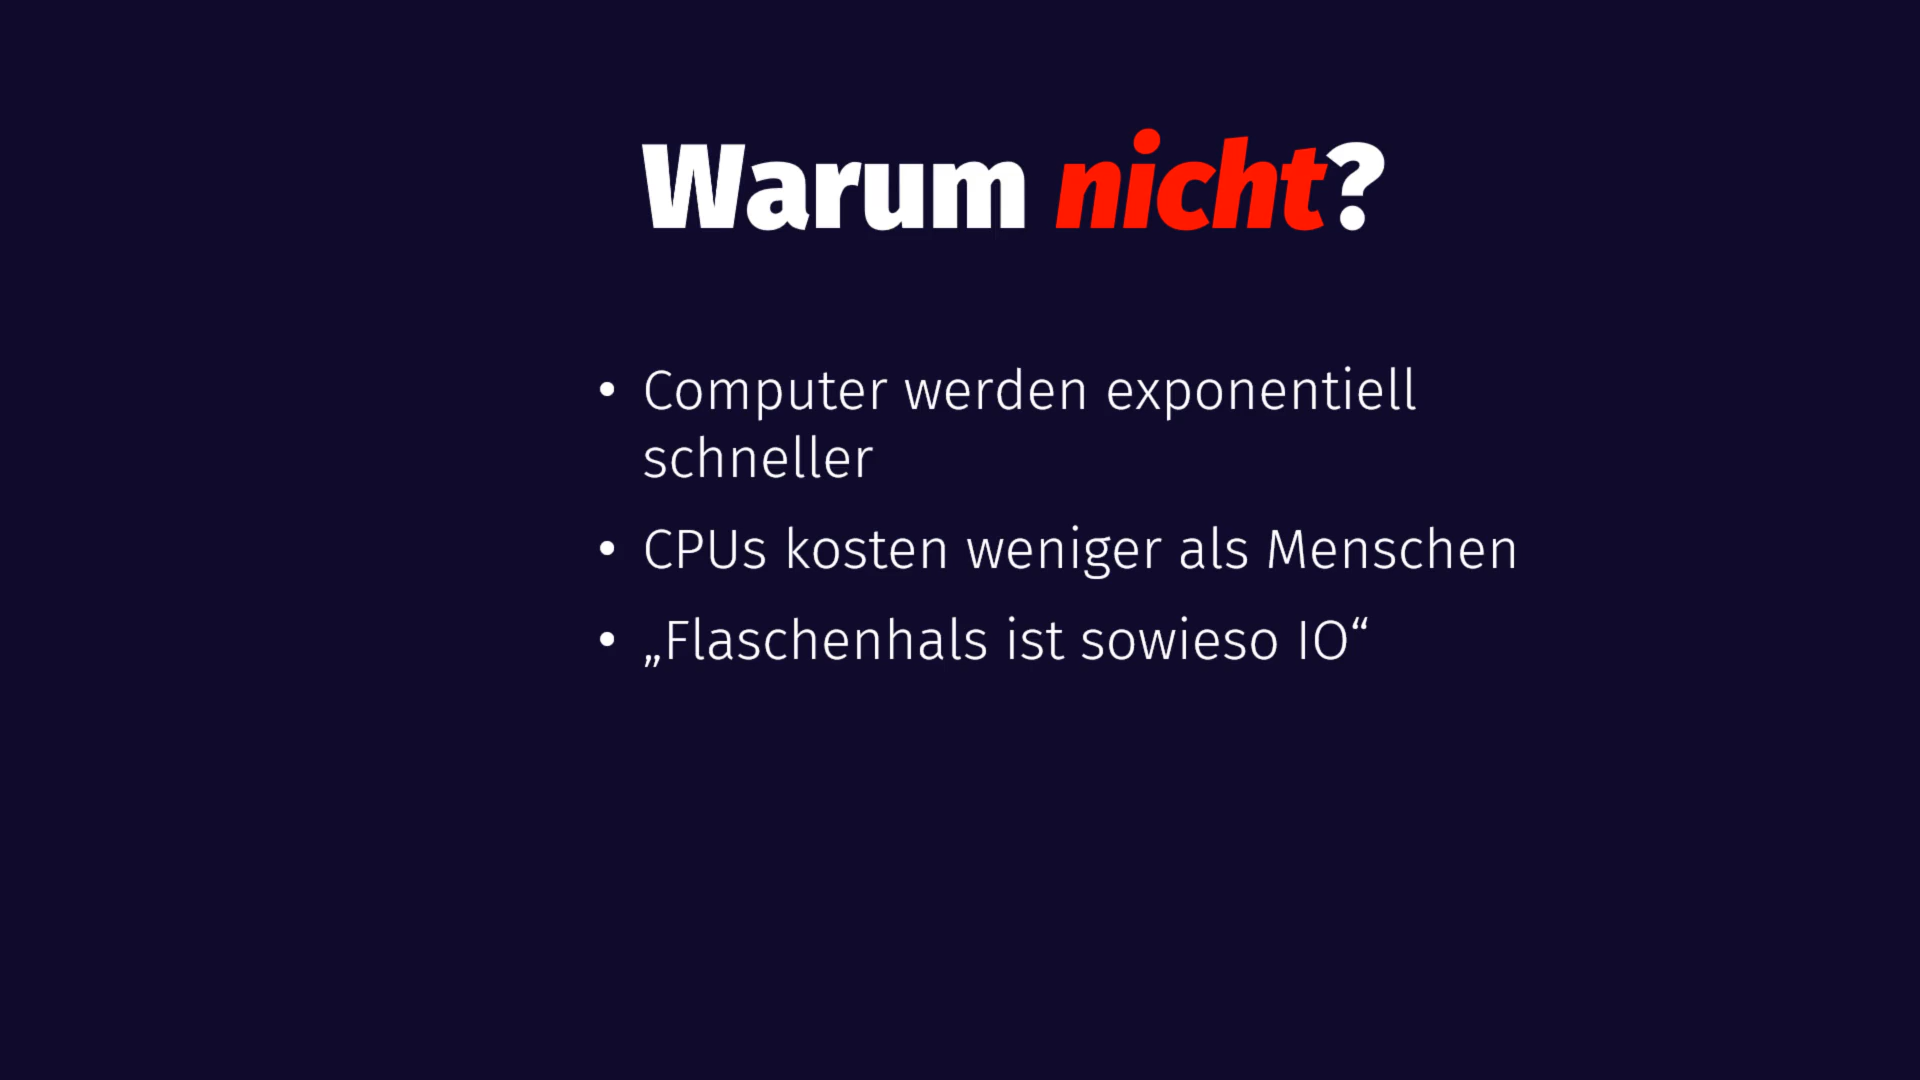 Warum nicht?
• Computer werden exponentiell
schneller
• CPUs kosten weniger als Menschen
• „Flaschenhals ist sowieso IO“